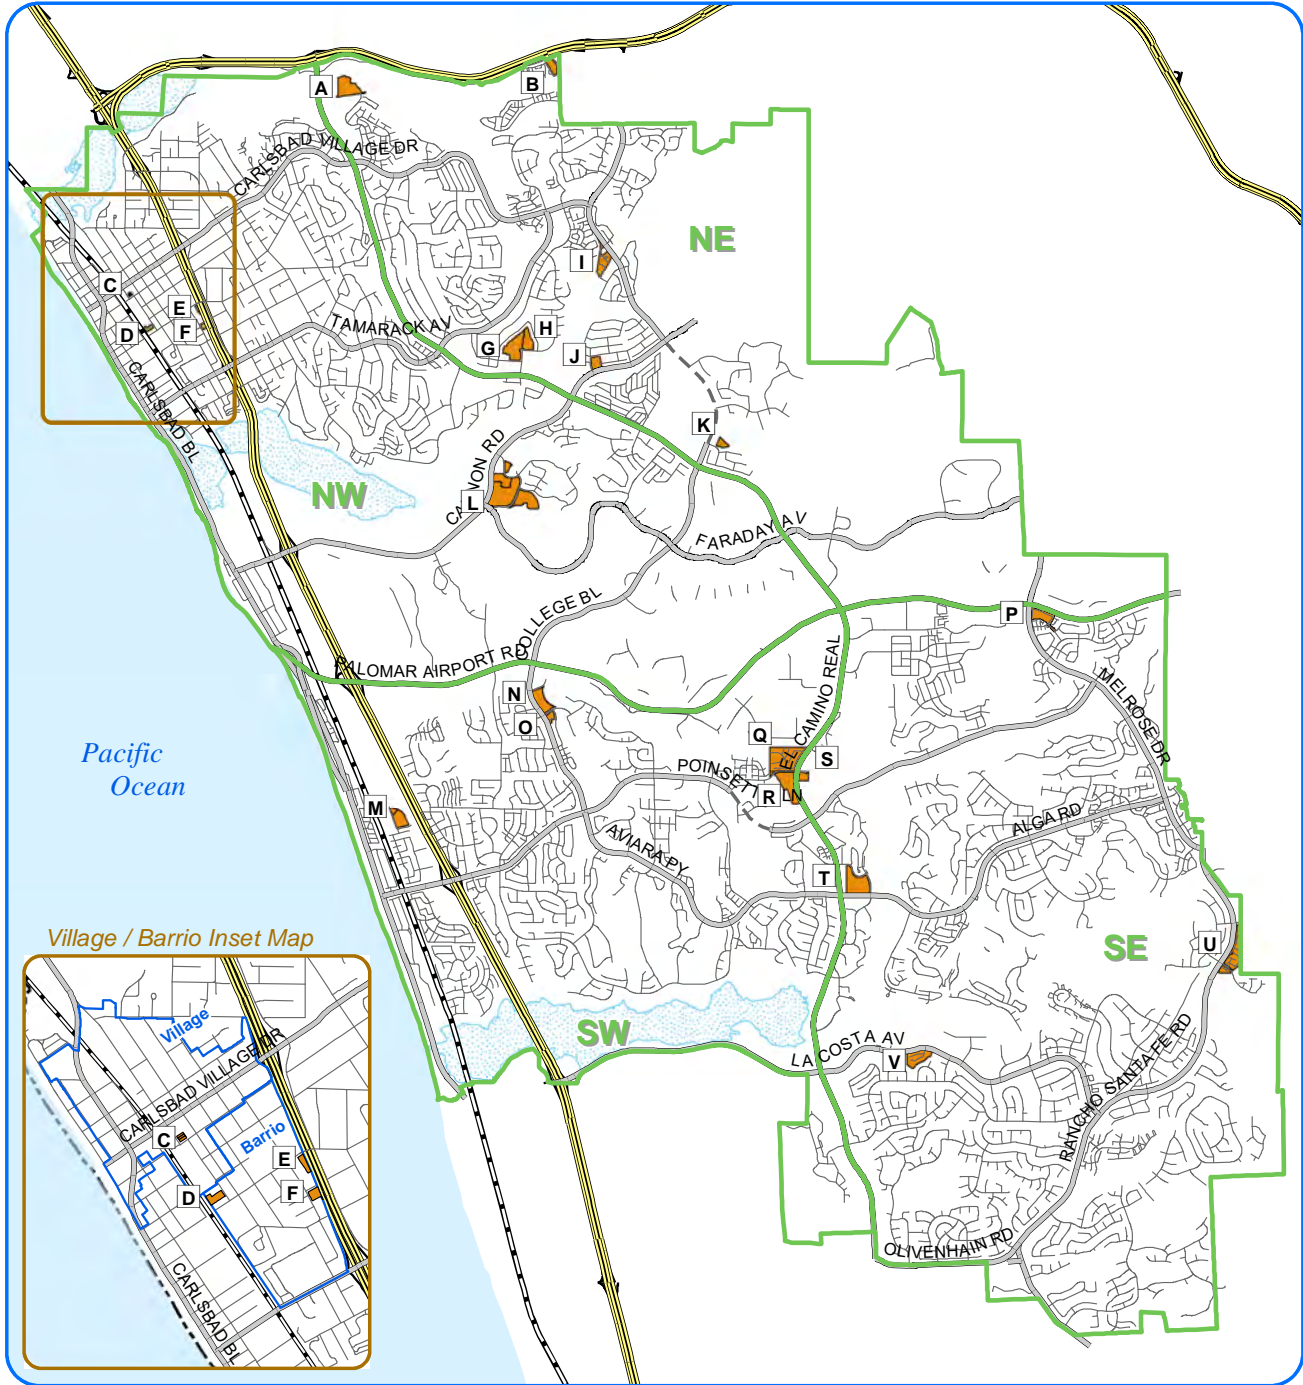 A
B
CARLSBAD VILLAGE DR
NE
I
C
E
D
F
TAMARACK AV
H
G
J
CARLSBAD BL
K
NW
CANNON RD
L
FARADAY AV
COLLEGE BL
P
PALOMAR AIRPORT RD
EL CAMINO REAL
MELROSE DR
N
O
Q
S
Pacific
Ocean
POINSETTIA LN
R
M
ALGA RD
AVIARA PY
T
Village / Barrio Inset Map
SE
U
SW
LA COSTA AV
V
RANCHO SANTA FE RD
OLIVENHAIN RD
Village
CARLSBAD VILLAGE DR
Barrio
C
E
D
F
CARLSBAD BL